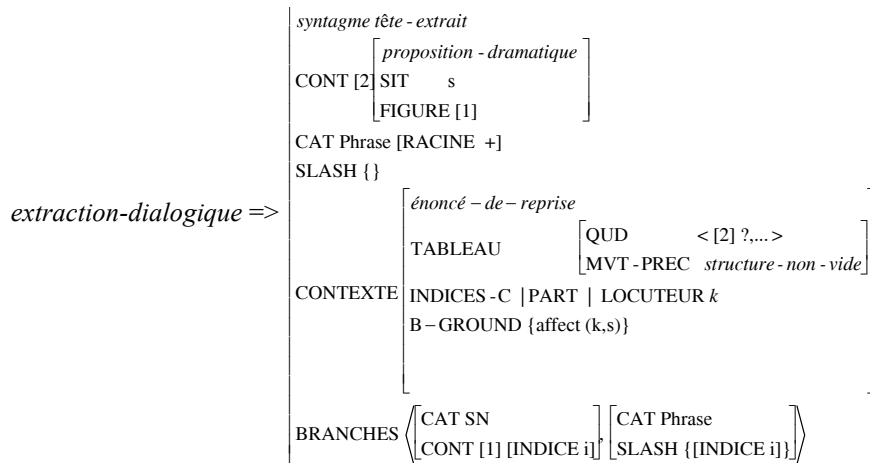 syntagme tête - extrait
proposition - dramatique
CONT [2] SIT s
FIGURE [1]
CAT Phrase [RACINE +]
SLASH {}
extraction-dialogique =>
énoncé – de – reprise
TABLEAU QUD < [2] ?,... >
MVT - PREC structure - non - vide
CONTEXTE INDICES - C | PART | LOCUTEUR k
B – GROUND {affect (k,s)}
BRANCHES ⟨[CAT SN, [CAT Phrase
CONT [1] [INDICE i]] SLASH {[INDICE i]}]⟩